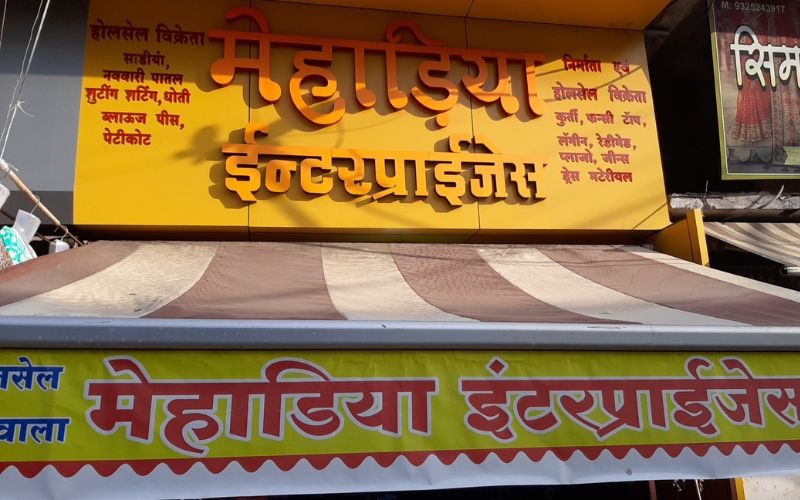 M: 9325243917
होलसेल विक्रेता
साडीयां,
नववारी पातल
शुटींग शर्टिंग, धोती
ब्लाऊज पीस,
पेटीकोट
मेहाड़िया
ईन्टरप्राईजेस
निर्माता एवं
होलसेल विक्रेता
कुर्ती, फन्सी टॉप,
लॅगीन, रेडीमेड,
प्लाजो, जीन्स
ड्रेस मटेरीयल
सिम
सेल
वाला
मेहाडिया इंटरप्राईजेस